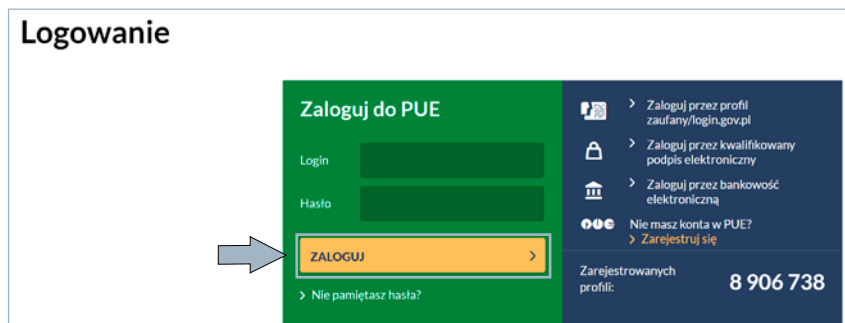 Logowanie
Zaloguj do PUE
Login
Hasło
ZALOGUJ
Nie pamiętasz hasła?
Zaloguj przez profil
zaufany/login.gov.pl
Zaloguj przez kwalifikowany
podpis elektroniczny
Zaloguj przez bankowość
elektroniczną
PUE
Nie masz konta w PUE?
Zarejestruj się
Zarejestrowanych
profili:
8 906 738